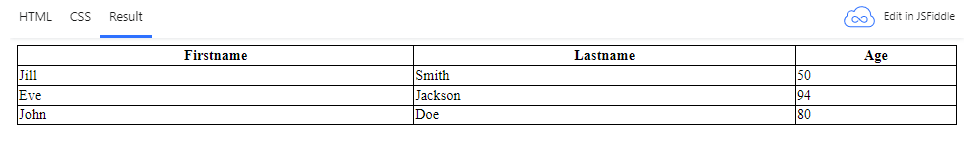 HTML CSS Result Edit in JSFiddle
Firstname Lastname Age
Jill Smith 50
Eve Jackson 94
John Doe 80